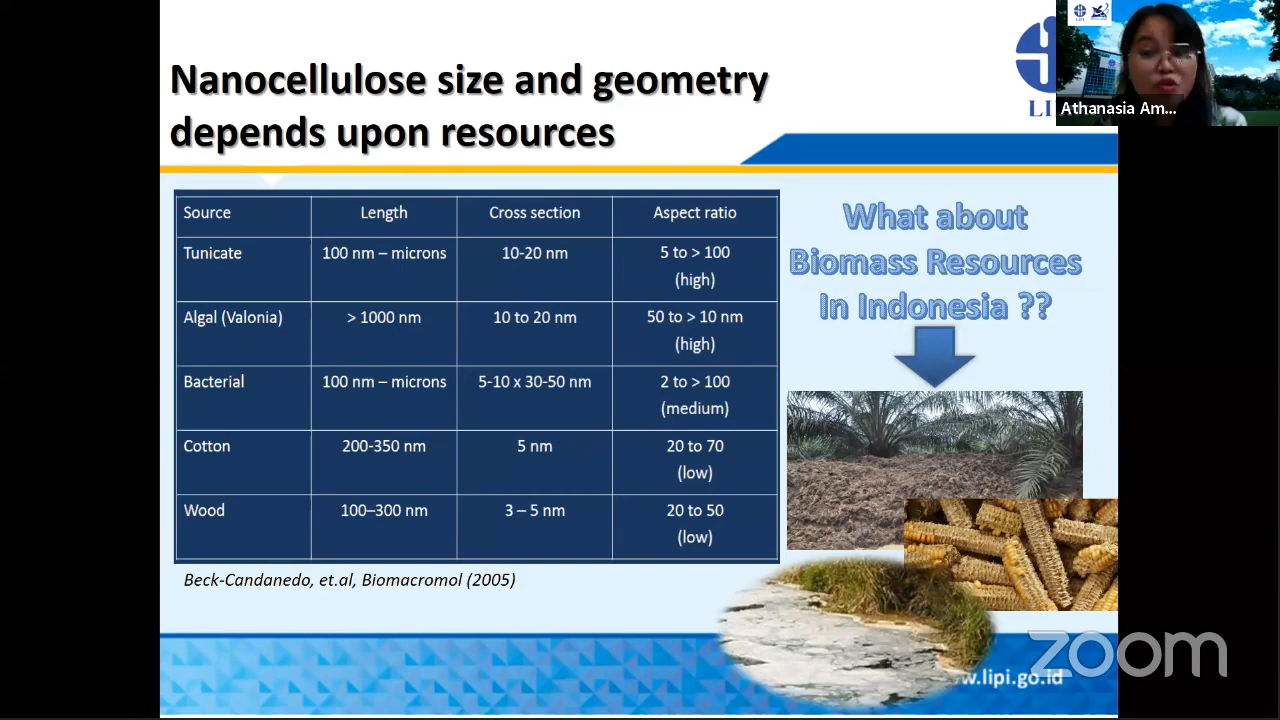 Nanocellulose size and geometry
depends upon resources
LIPI
Athanasia Am...
Source Length Cross section Aspect ratio
Tunicate 100 nm – microns 10-20 nm 5 to > 100
(high)
Algal (Valonia) > 1000 nm 10 to 20 nm 50 to > 10 nm
(high)
Bacterial 100 nm – microns 5-10 x 30-50 nm 2 to > 100
(medium)
Cotton 200-350 nm 5 nm 20 to 70
(low)
Wood 100–300 nm 3 – 5 nm 20 to 50
(low)
Beck-Candanedo, et.al, Biomacromol (2005)
What about
Biomass Resources
In Indonesia ??
zoom
w.lipi.go.id